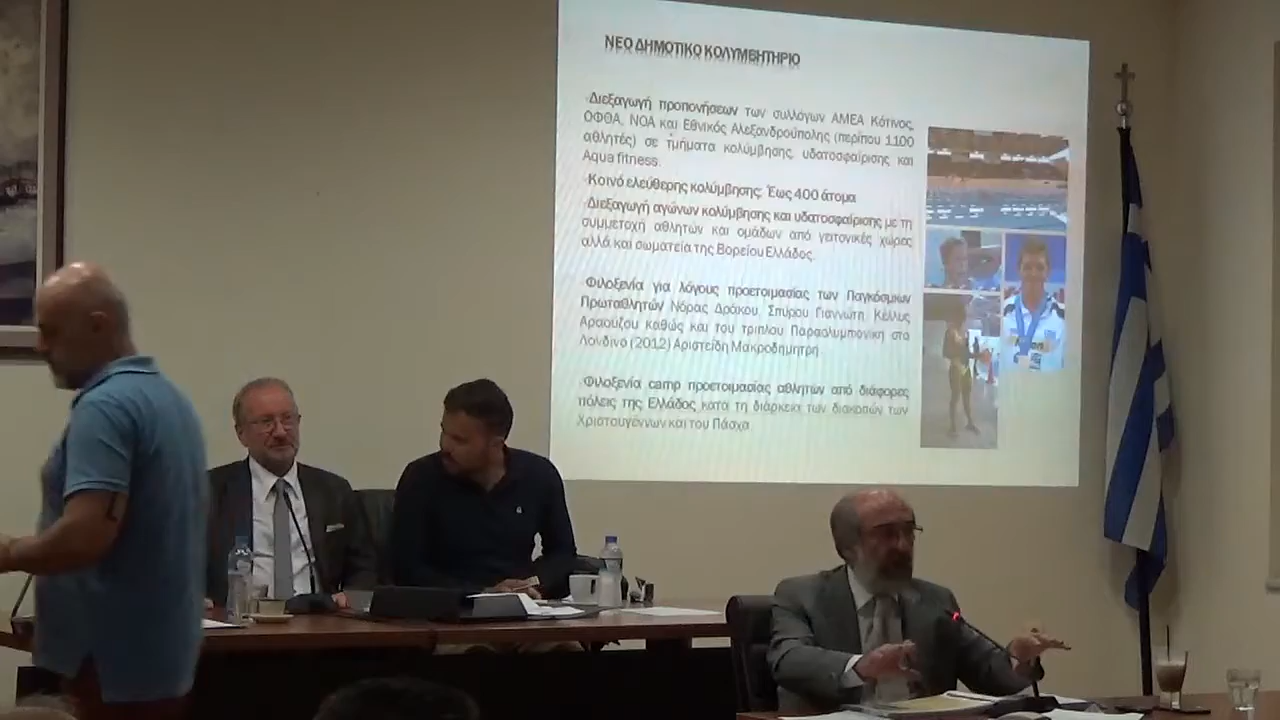 ΝΕΟ ΔΗΜΟΤΙΚΟ ΚΟΛΥΜΒΗΤΗΡΙΟ
Διεξαγωγή προπονήσεων των συλλόγων ΑΜΕΑ Κότινος,
ΟΦΘΑ, ΝΟΑ και Εθνικός Αλεξανδρούπολης (περίπου 1100
αθλητές) σε τμήματα κολύμβησης, υδατοσφαίρισης και
Aqua fitness.
Κοινό ελεύθερης κολύμβησης: Έως 400 άτομα
Διεξαγωγή αγώνων κολύμβησης και υδατοσφαίρισης με τη
συμμετοχή αθλητών και ομάδων από γειτονικές χώρες
αλλά και σωματεία της Βορείου Ελλάδος.
Φιλοξενία για λόγους προετοιμασίας των Παγκόσμιων
Πρωταθλητών Νόρας Δράκου, Σπύρου Γιαννιώτη, Κέλλυς
Αραούζου καθώς και του τριπλού Παραολυμπιονίκη στο
Λονδίνο (2012) Αριστείδη Μακροδημήτρη.
Φιλοξενία camp προετοιμασίας αθλητών από διάφορες
πόλεις της Ελλάδος κατά τη διάρκεια των διακοπών των
Χριστουγέννων και του Πάσχα.